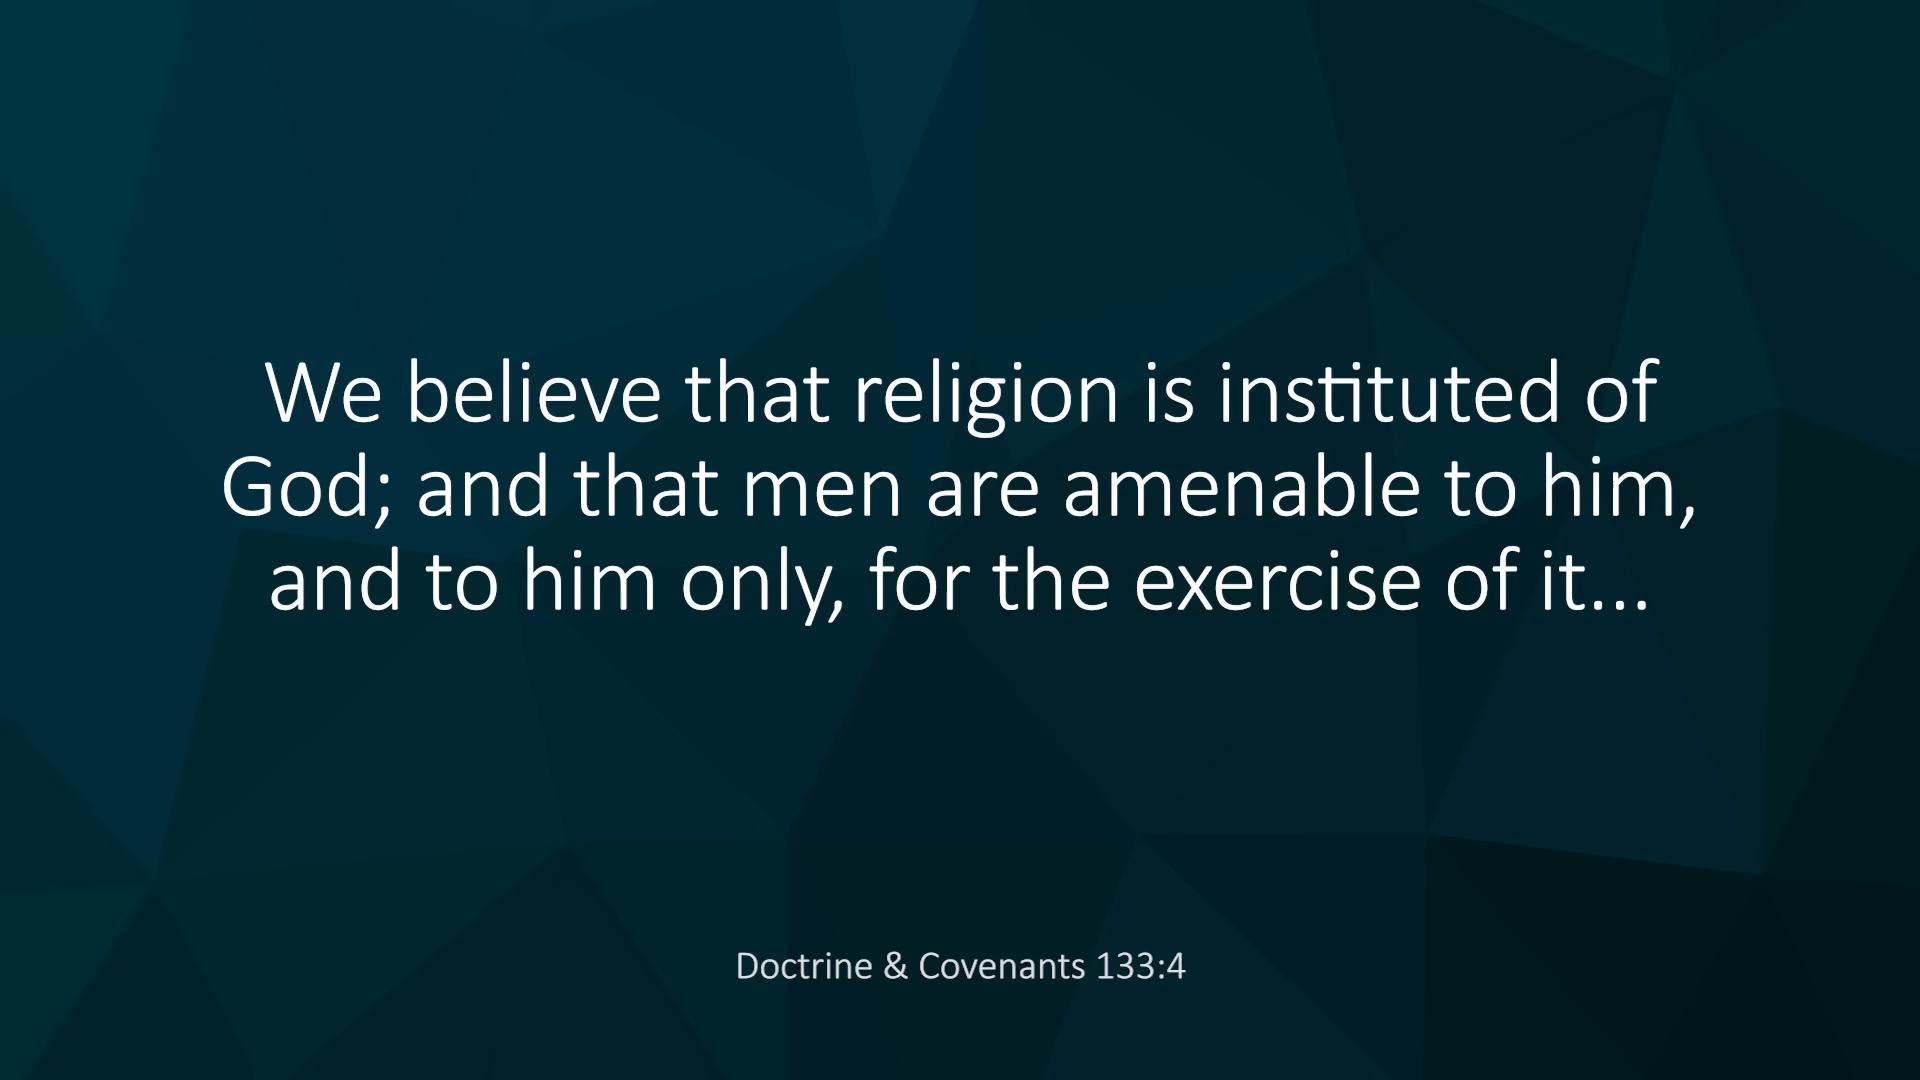 We believe that religion is instituted of
God; and that men are amenable to him,
and to him only, for the exercise of it...
Doctrine & Covenants 133:4